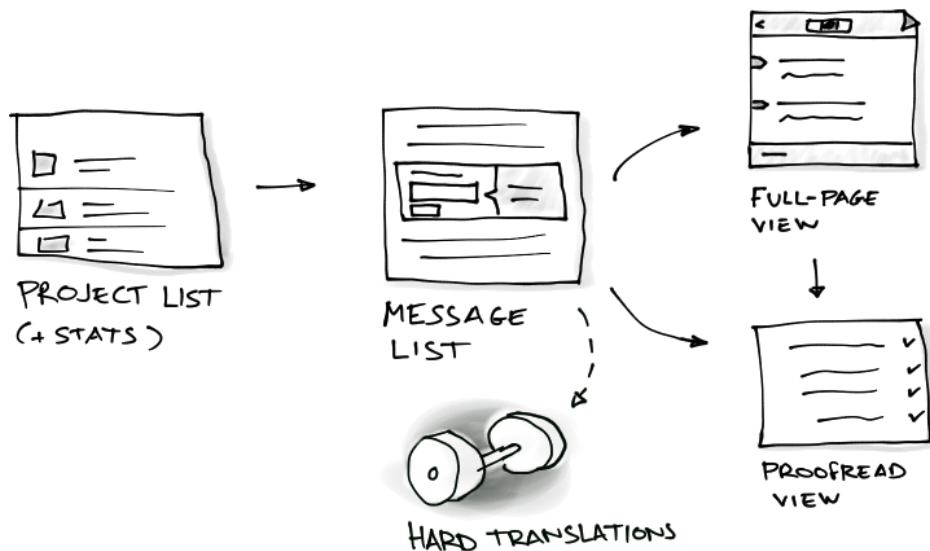 PROJECT LIST
(+ STATS)
MESSAGE
LIST
FULL-PAGE
VIEW
PROOFREAD
VIEW
HARD TRANSLATIONS